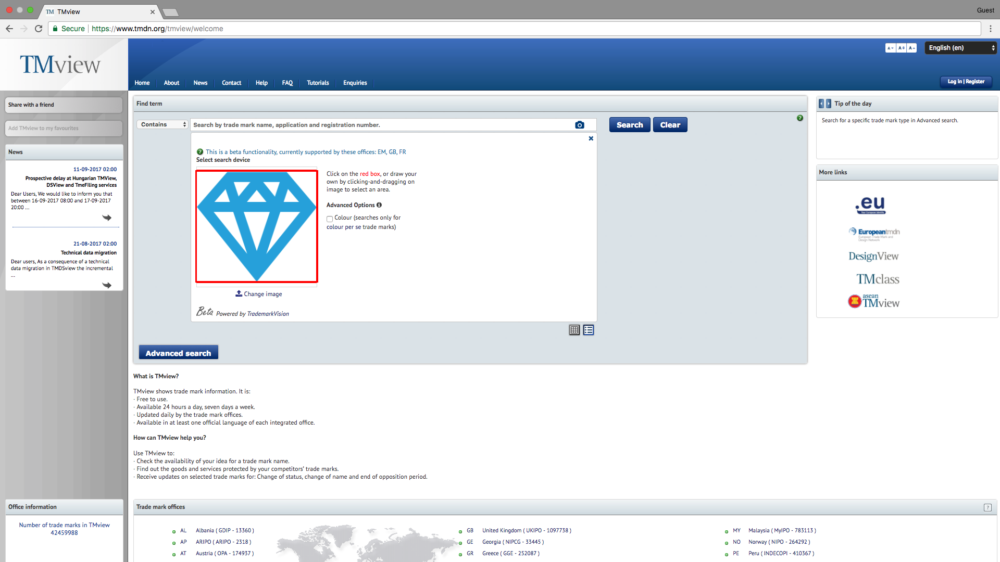 TM TMview
Guest
Secure https://www.tmdn.org/tmview/welcome
TMview
English (en)
Home About News Contact Help FAQ Tutorials Enquiries
Log in | Register
Share with a friend
Add TMview to my favourites
News
11-09-2017 02:00
Prospective delay at Hungarian TMView,
DSView and TmeFiling services
Dear Users, We would like to inform you that
between 16-09-2017 08:00 and 17-09-2017
20:00 ...
21-08-2017 02:00
Technical data migration
Dear users, As a consequence of a technical
data migration in TMDSview the incremental
...
Find term
Contains
Search by trade mark name, application and registration number.
Search Clear
This is a beta functionality, currently supported by these offices: EM, GB, FR
Select search device
Click on the red box, or draw your
own by clicking-and-dragging on
image to select an area.
Advanced Options
Colour (searches only for
colour per se trade marks)
Change image
Beta Powered by TrademarkVision
Advanced search
Tip of the day
Search for a specific trade mark type in Advanced search.
More links
.eu
Your European Identity
Europeantmdn
European Trade Mark and
Design Network
DesignView
TMclass
asean
TMview
What is TMview?
TMview shows trade mark information. It is:
· Free to use.
· Available 24 hours a day, seven days a week.
· Updated daily by the trade mark offices.
· Available in at least one official language of each integrated office.
How can TMview help you?
Use TMview to:
· Check the availability of your idea for a trade mark name.
· Find out the goods and services protected by your competitors' trade marks.
· Receive updates on selected trade marks for: Change of status, change of name and end of opposition period.
Office information
Number of trade marks in TMview
42459988
Trade mark offices
AL Albania ( GDIP - 13360 )
AP ARIPO ( ARIPO - 2318 )
AT Austria ( OPA - 174937 )
GB United Kingdom ( UKIPO - 1097738 )
GE Georgia ( NIPCG - 33445 )
GR Greece ( GGE - 252087 )
MY Malaysia ( MyIPO - 783113 )
NO Norway ( NIPO - 264292 )
PE Peru ( INDECOPI - 410367 )